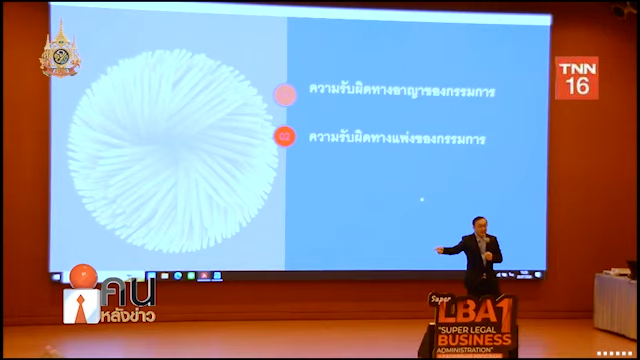 TNN
16
ความรับผิดทางอาญาของกรรมการ
02
ความรับผิดทางแพ่งของกรรมการ
คน
หลังข่าว
Super
LBA1
"SUPER LEGAL
BUSINESS
ADMINISTRATION"